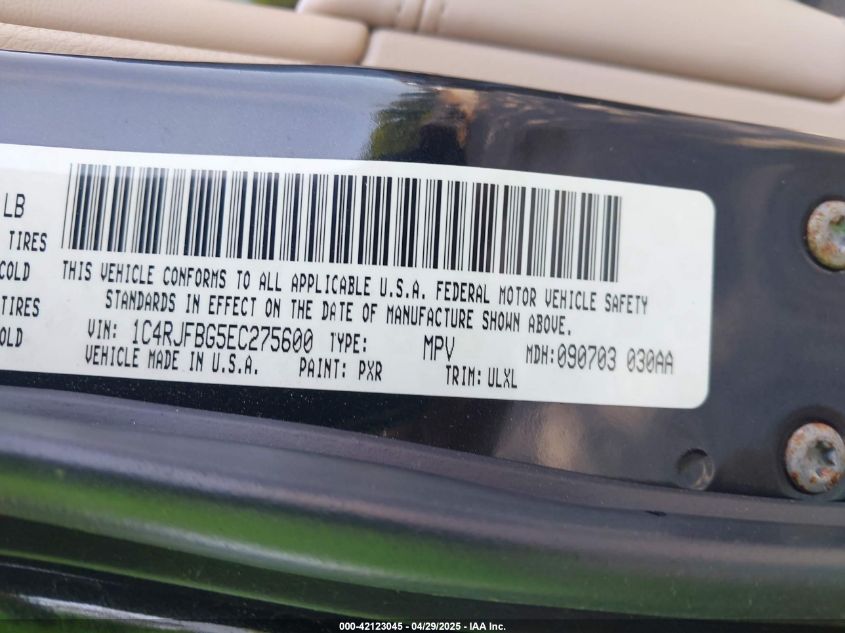 LB
TIRES
COLD
TIRES
OLD
THIS VEHICLE CONFORMS TO ALL APPLICABLE U.S.A. FEDERAL MOTOR VEHICLE SAFETY
STANDARDS IN EFFECT ON THE DATE OF MANUFACTURE SHOWN ABOVE.
VIN: 1C4RJFBG5EC275600 TYPE: MPV MDH:090703 030AA
VEHICLE MADE IN U.S.A. PAINT: PXR TRIM: ULXL
000-42123045 - 04/29/2025 - IAA Inc.